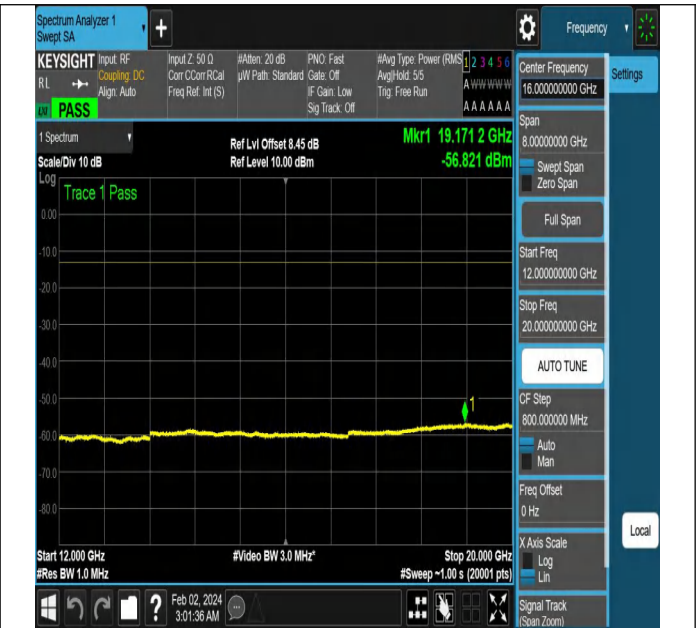 Spectrum Analyzer 1
Swept SA
+
Frequency
KEYSIGHT
RL
PASS
Input: RF
Coupling: DC
Align: Auto
Input Z: 50 Ω
Corr CCorr RCal
Freq Ref: Int (S)
#Atten: 20 dB
µW Path: Standard
PNO: Fast
Gate: Off
IF Gain: Low
Sig Track: Off
#Avg Type: Power (RMS
Avg|Hold: 5/5
Trig: Free Run
1 2 3 4 5 6
A W W W W W
A A A A A A
1 Spectrum
Scale/Div 10 dB
Ref Lvl Offset 8.45 dB
Ref Level 10.00 dBm
Mkr1 19.171 2 GHz
-56.821 dBm
Log
Trace 1 Pass
0.00
-10.0
-20.0
-30.0
-40.0
-50.0
-60.0
-70.0
-80.0
1
Start 12.000 GHz
#Res BW 1.0 MHz
#Video BW 3.0 MHz*
Stop 20.000 GHz
#Sweep ~1.00 s (20001 pts)
?
Feb 02, 2024
3:01:36 AM
Center Frequency
16.000000000 GHz
Span
8.00000000 GHz
Swept Span
Zero Span
Full Span
Start Freq
12.000000000 GHz
Stop Freq
20.000000000 GHz
AUTO TUNE
CF Step
800.000000 MHz
Auto
Man
Freq Offset
0 Hz
X Axis Scale
Log
Lin
Signal Track
(Span Zoom)
Settings
Local